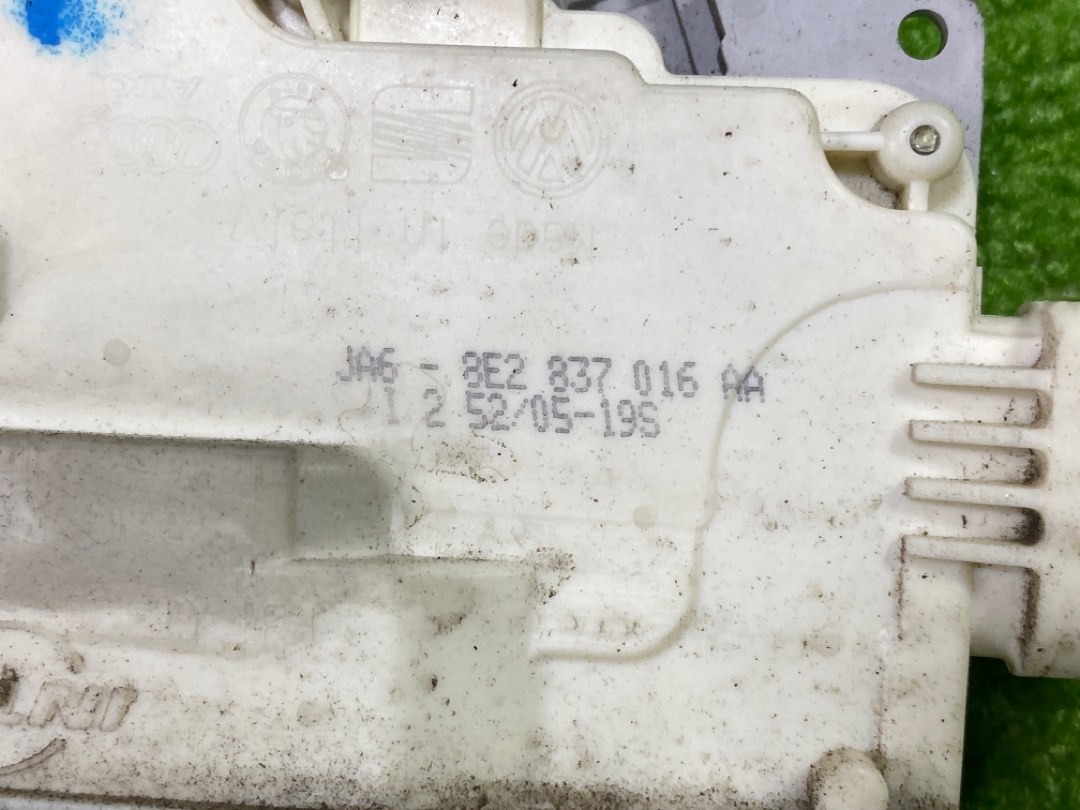 Made in Italy
JA6 - 8E2 837 016 AA
1 2 52/05-19S